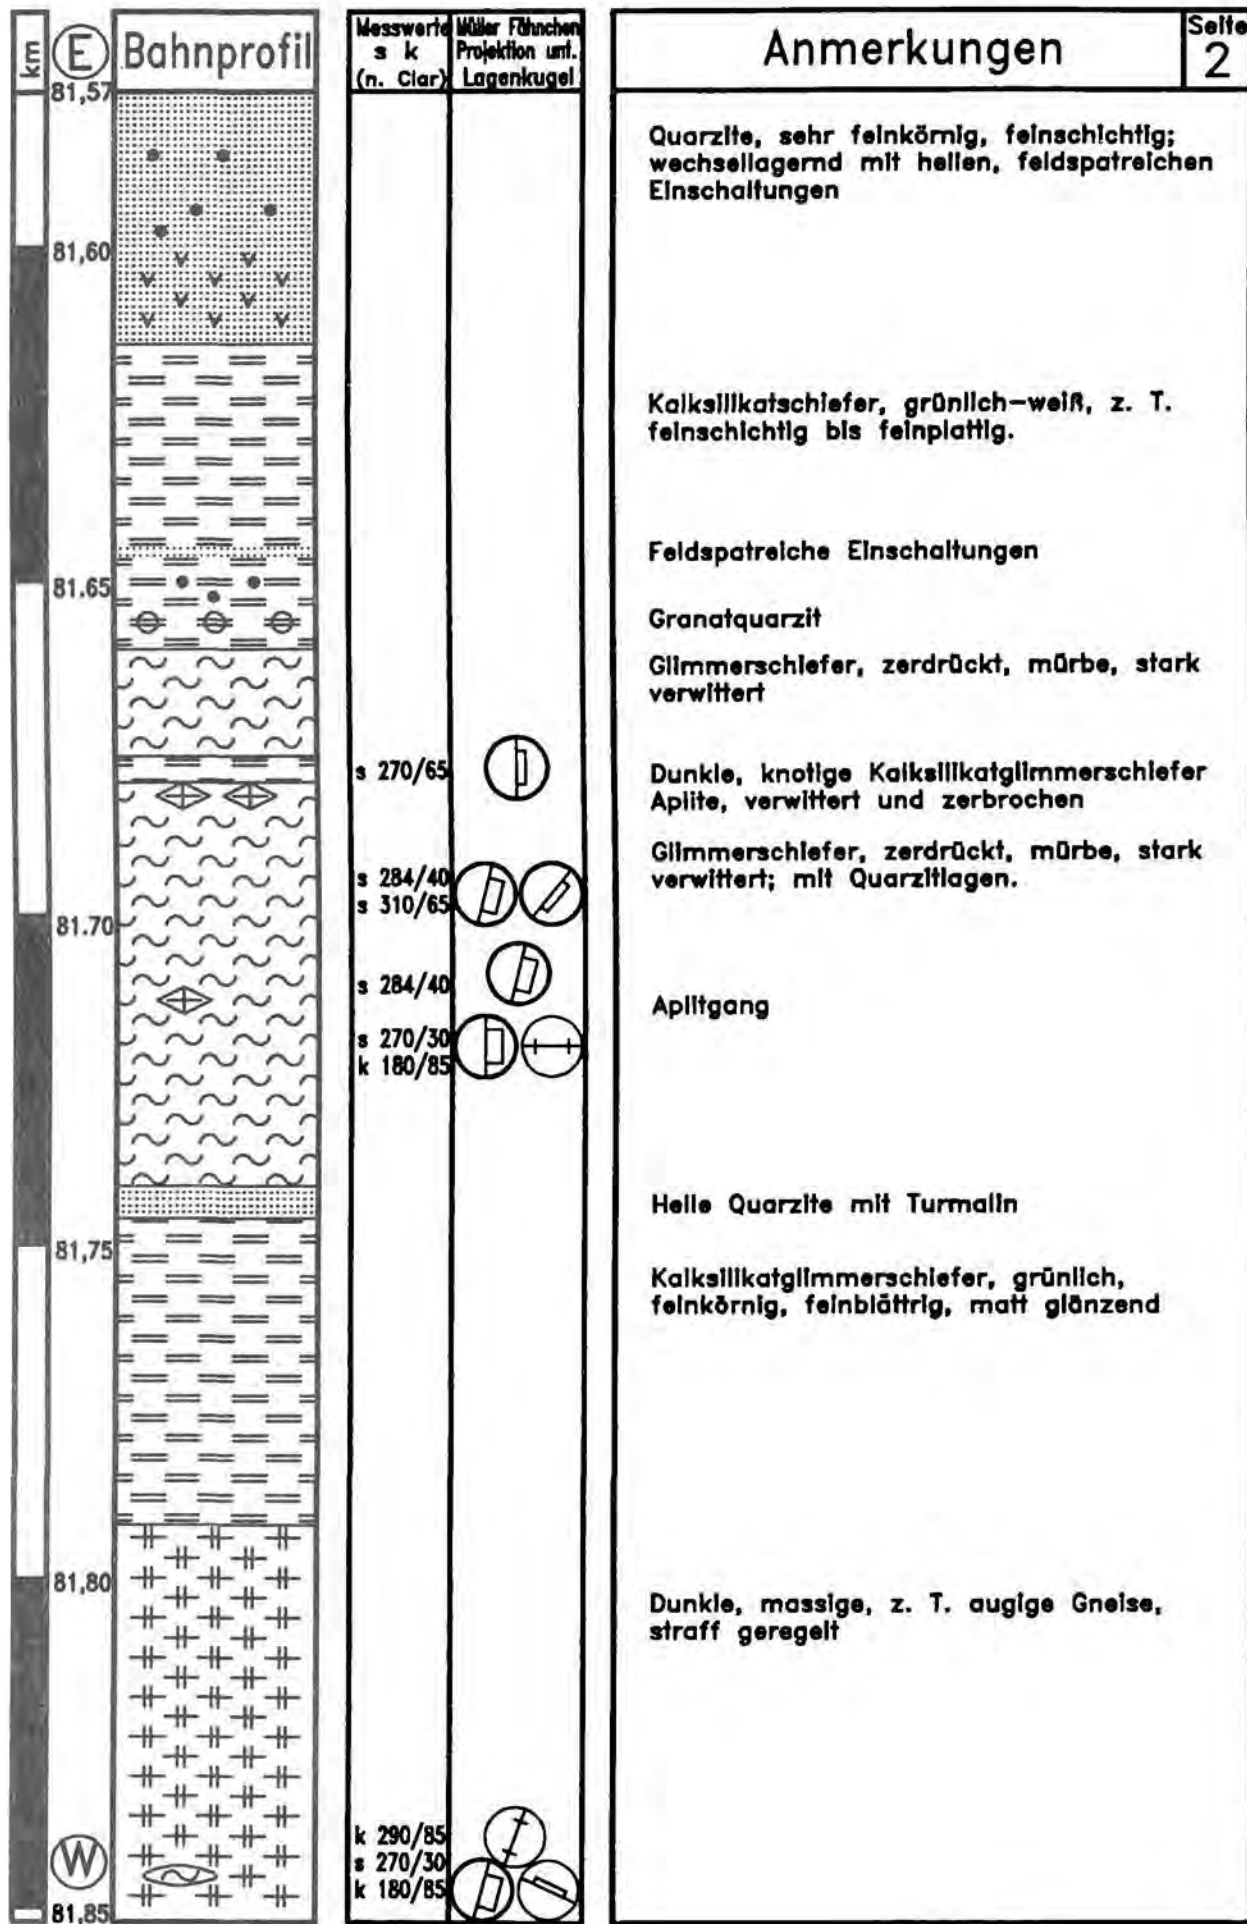 km
E
Bahnprofil
Messwerte
s k
(n. Clar)
Müller Fähnchen
Projektion unt.
Lagenkugel
Anmerkungen
Seite
2
81,57
Quarzite, sehr feinkörnig, feinschichtig;
wechsellagernd mit hellen, feldspatreichen
Einschaltungen
81,60
Kalksilikatschiefer, grünlich-weiß, z. T.
feinschichtig bis feinplattig.
Feldspatreiche Einschaltungen
81.65
Granatquarzit
Glimmerschiefer, zerdrückt, mürbe, stark
verwittert
s 270/65
Dunkle, knotige Kalksilikatglimmerschiefer
Aplite, verwittert und zerbrochen
Glimmerschiefer, zerdrückt, mürbe, stark
verwittert; mit Quarzitlagen.
s 284/40
s 310/65
81.70
s 284/40
Aplitgang
s 270/30
k 180/85
Helle Quarzite mit Turmalin
81,75
Kalksilikatglimmerschiefer, grünlich,
feinkörnig, feinblättrig, matt glänzend
81,80
Dunkle, massige, z. T. augige Gneise,
straff geregelt
k 290/85
s 270/30
k 180/85
W
81,85